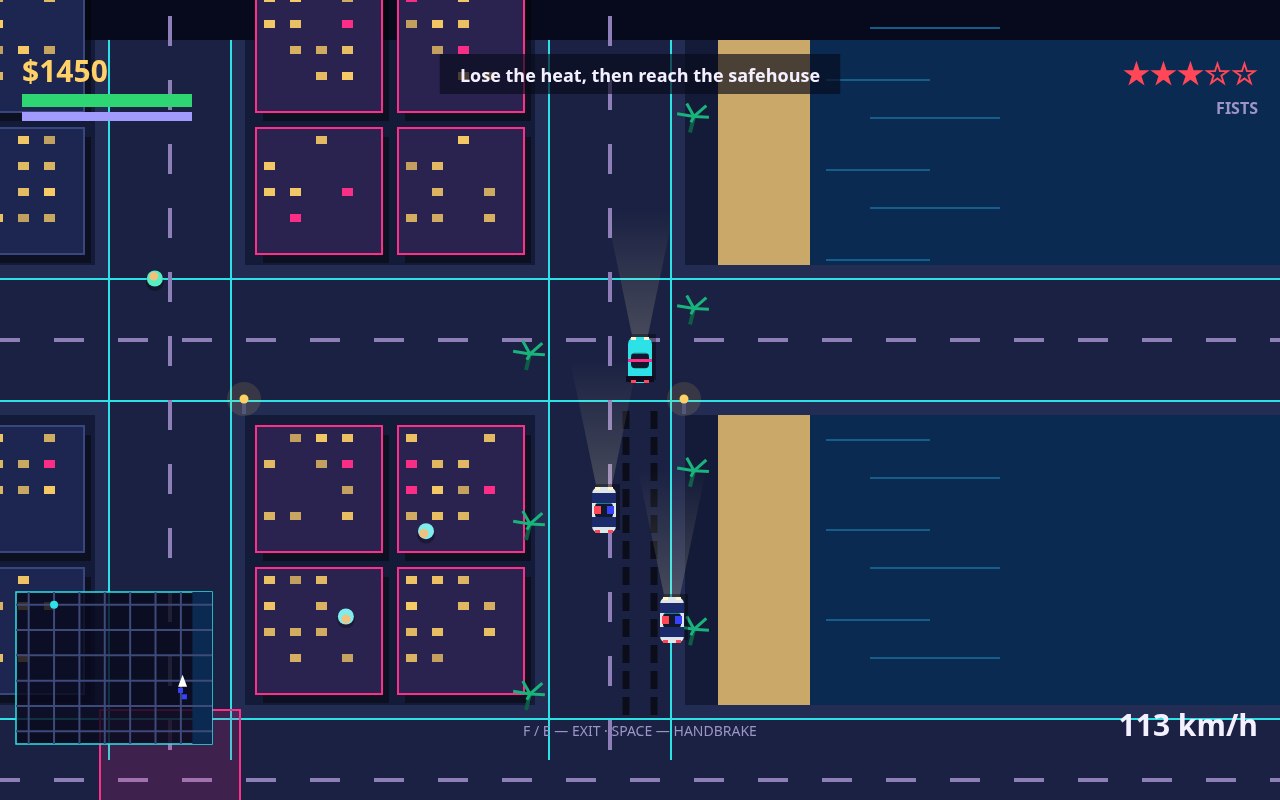 $1450
Lose the heat, then reach the safehouse
★★★☆☆
FISTS
F / E — EXIT · SPACE — HANDBRAKE
113 km/h